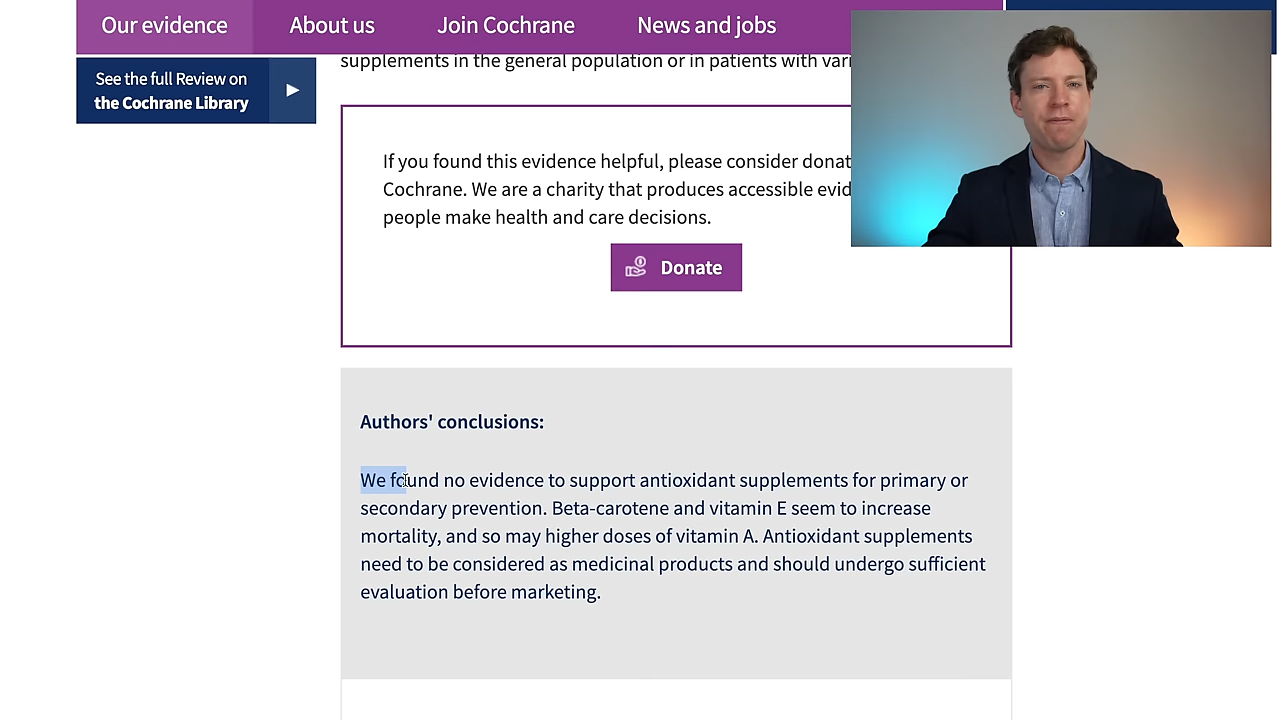 Our evidence
About us
Join Cochrane
News and jobs
See the full Review on
the Cochrane Library
supplements in the general population or in patients with
If you found this evidence helpful, please consider
Cochrane. We are a charity that produces accessible
people make health and care decisions.
Donate
Authors' conclusions:
We found no evidence to support antioxidant supplements for primary or
secondary prevention. Beta-carotene and vitamin E seem to increase
mortality, and so may higher doses of vitamin A. Antioxidant supplements
need to be considered as medicinal products and should undergo sufficient
evaluation before marketing.